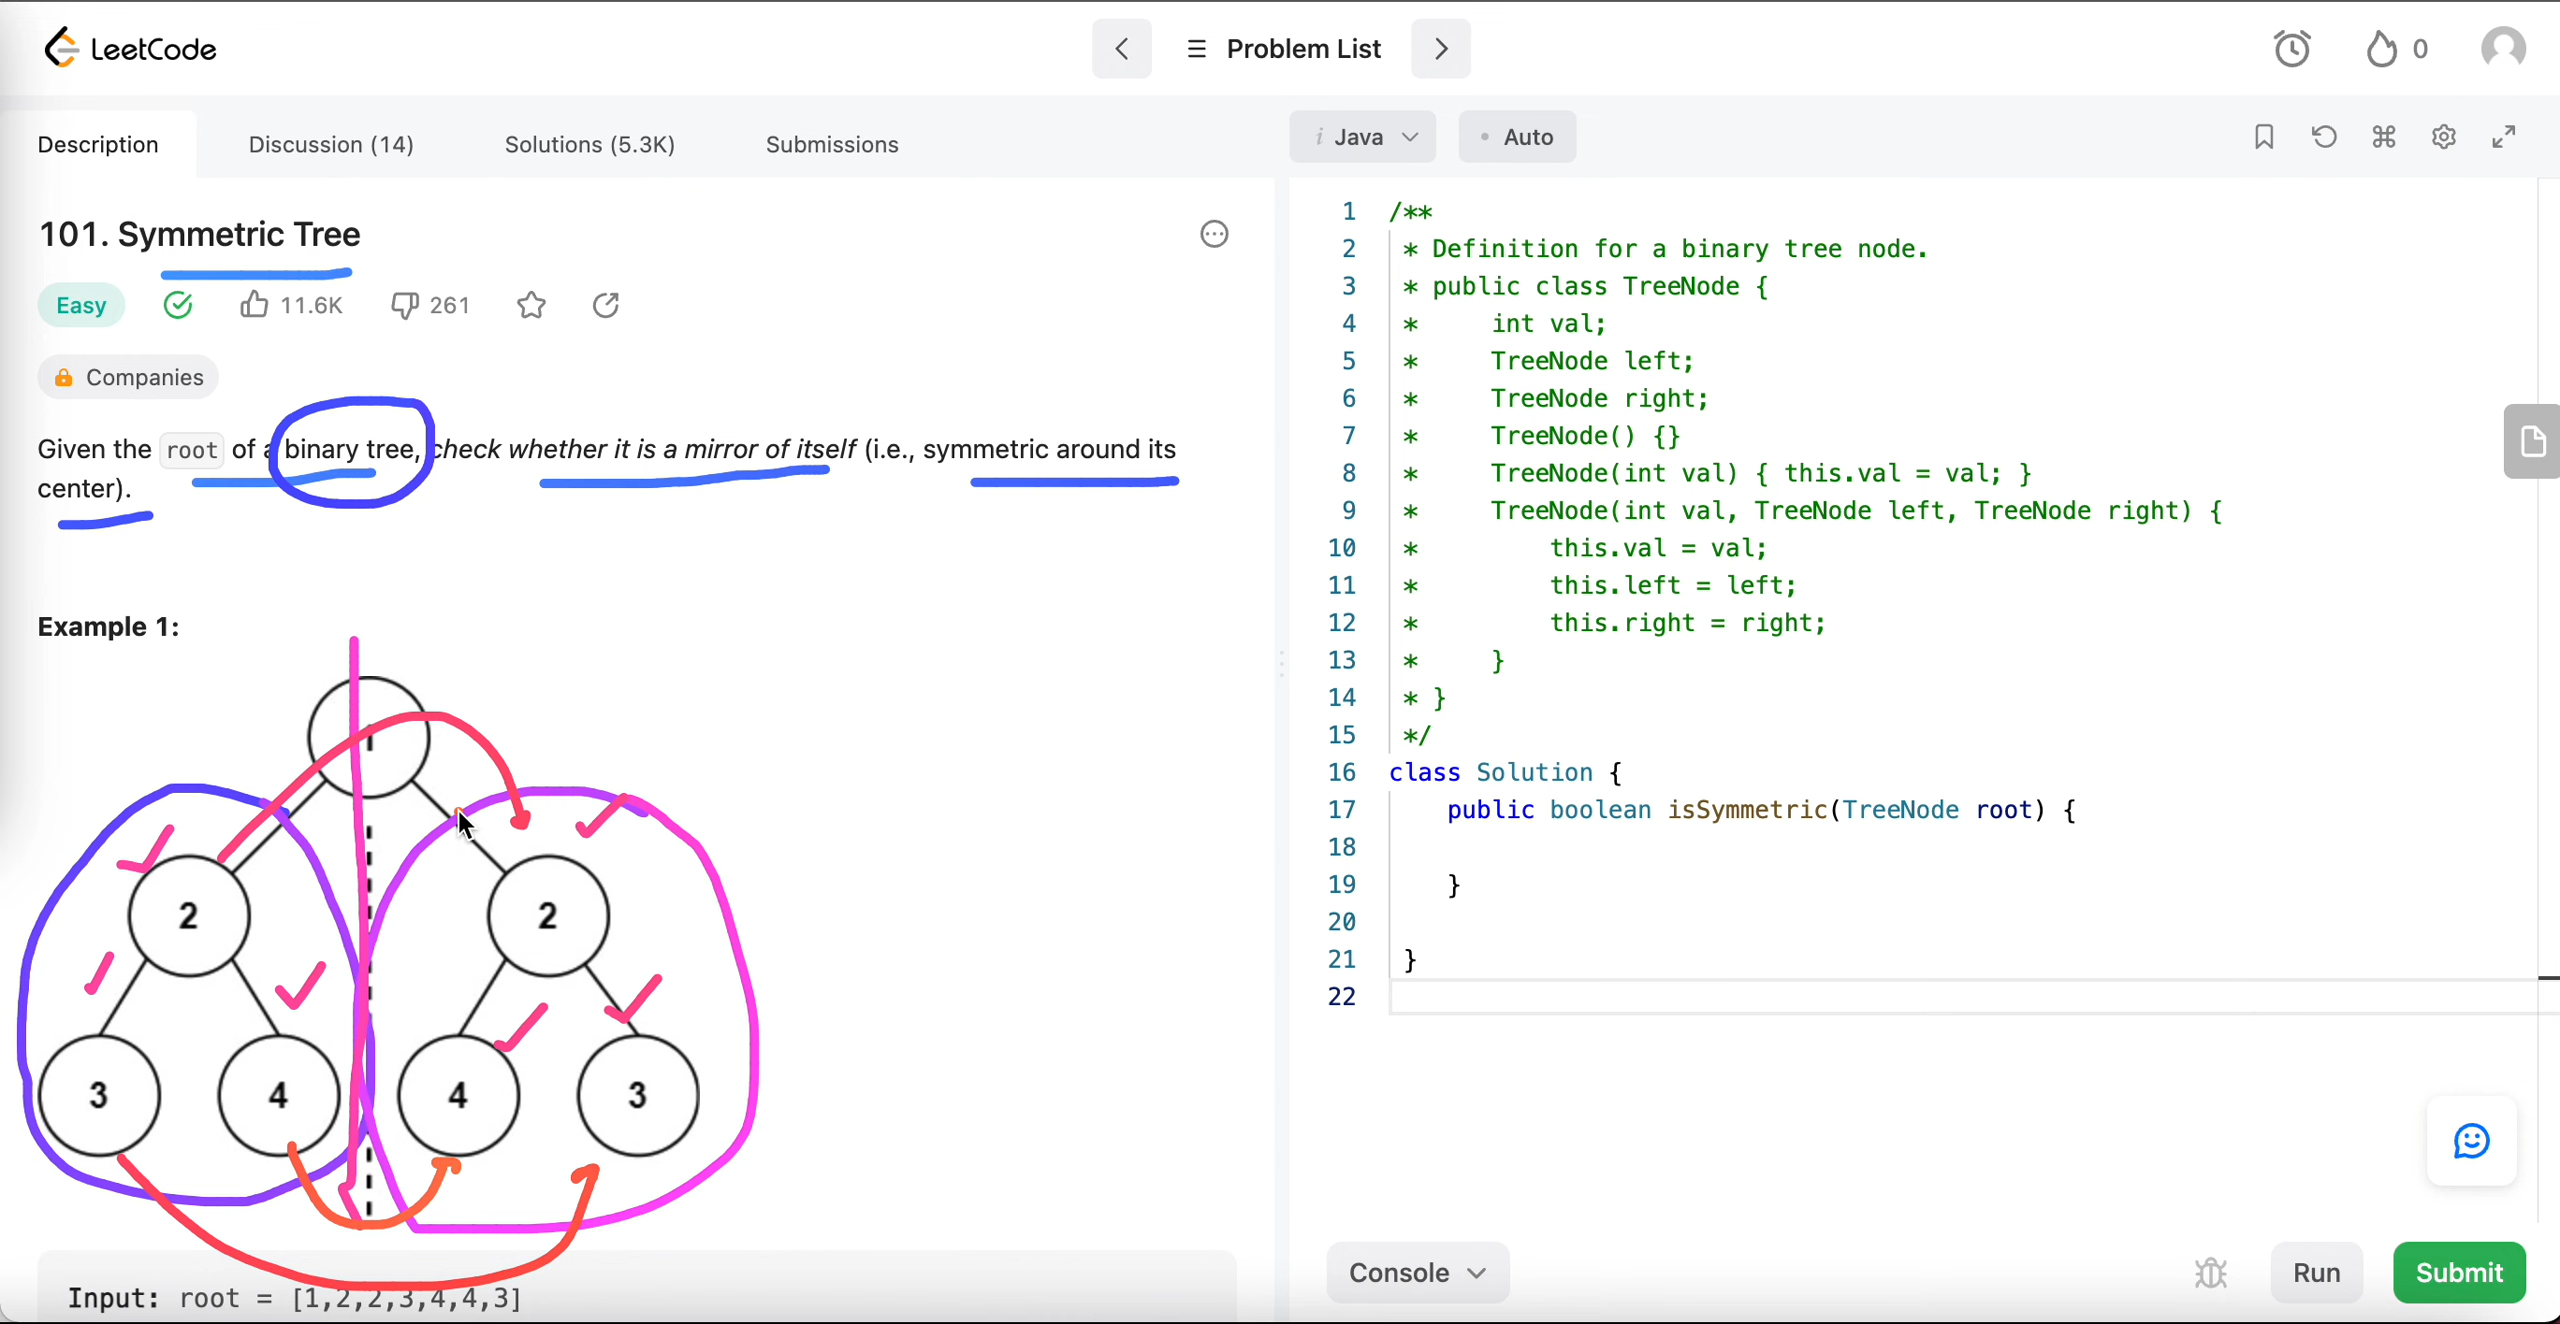 LeetCode
Problem List
0
Description
Discussion (14)
Solutions (5.3K)
Submissions
i Java
Auto
101. Symmetric Tree
Easy
11.6K
261
Companies
Given the root of a binary tree, check whether it is a mirror of itself (i.e., symmetric around its
center).
Example 1:
1
2
2
3
4
4
3
Input: root = [1,2,2,3,4,4,3]
1 /**
2 * Definition for a binary tree node.
3 * public class TreeNode {
4 *     int val;
5 *     TreeNode left;
6 *     TreeNode right;
7 *     TreeNode() {}
8 *     TreeNode(int val) { this.val = val; }
9 *     TreeNode(int val, TreeNode left, TreeNode right) {
10 *         this.val = val;
11 *         this.left = left;
12 *         this.right = right;
13 *     }
14 * }
15 */
16 class Solution {
17     public boolean isSymmetric(TreeNode root) {
18
19     }
20
21 }
22
Console
Run
Submit